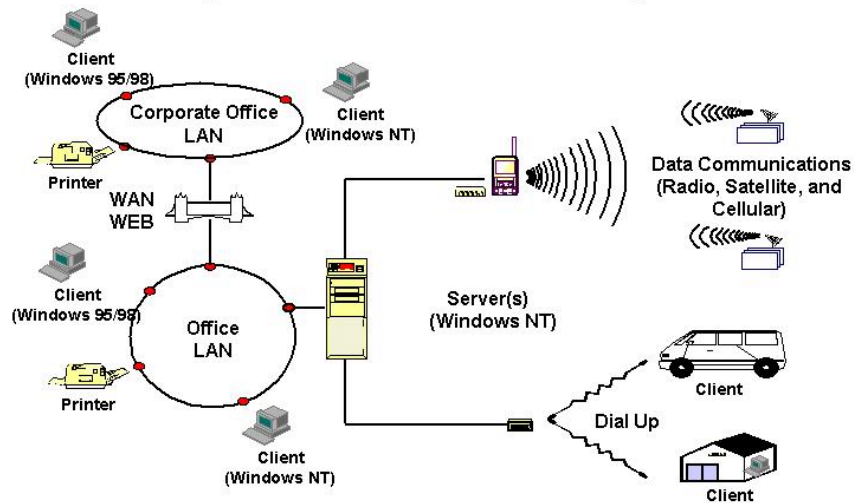 Client
(Windows 95/98)
Corporate Office
LAN
Client
(Windows NT)
Printer
WAN
WEB
Data Communications
(Radio, Satellite, and
Cellular)
Client
(Windows 95/98)
Office
LAN
Server(s)
(Windows NT)
Printer
Client
(Windows NT)
Client
Dial Up
Client